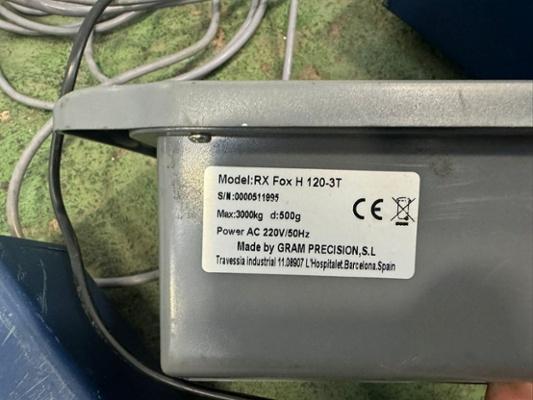 Model:RX Fox H 120-3T
S/N:0000511995
Max:3000kg d:500g
Power AC 220V/50Hz
CE
Made by GRAM PRECISION,S.L
Travessia industrial 11.08907 L'Hospitalet.Barcelona.Spain